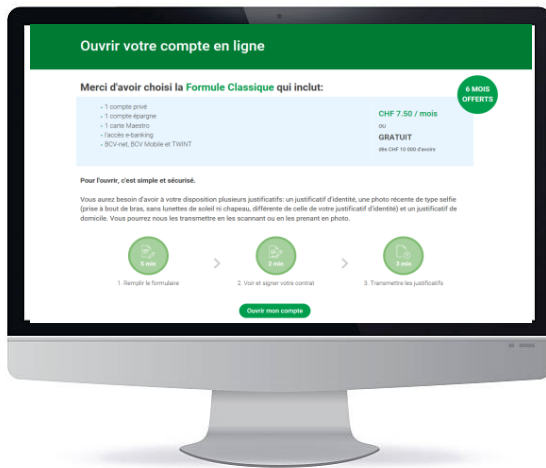 Ouvrir votre compte en ligne
Merci d'avoir choisi la Formule Classique qui inclut:
6 MOIS
OFFERTS
- 1 compte privé
- 1 compte épargne
- 1 carte Maestro
- l'accès e-banking
- BCV-net, BCV Mobile et TWINT
CHF 7.50 / mois
ou
GRATUIT
dès CHF 10 000 d'avoirs
Pour l'ouvrir, c'est simple et sécurisé.
Vous aurez besoin d'avoir à votre disposition plusieurs justificatifs: un justificatif d'identité, une photo récente de type selfie
(prise à bout de bras, sans lunettes de soleil ni chapeau, différente de celle de votre justificatif d'identité) et un justificatif de
domicile. Vous pourrez nous les transmettre en les scannant ou en les prenant en photo.
5 min
2 min
3 min
1. Remplir le formulaire
2. Voir et signer votre contrat
3. Transmettre les justificatifs
Ouvrir mon compte